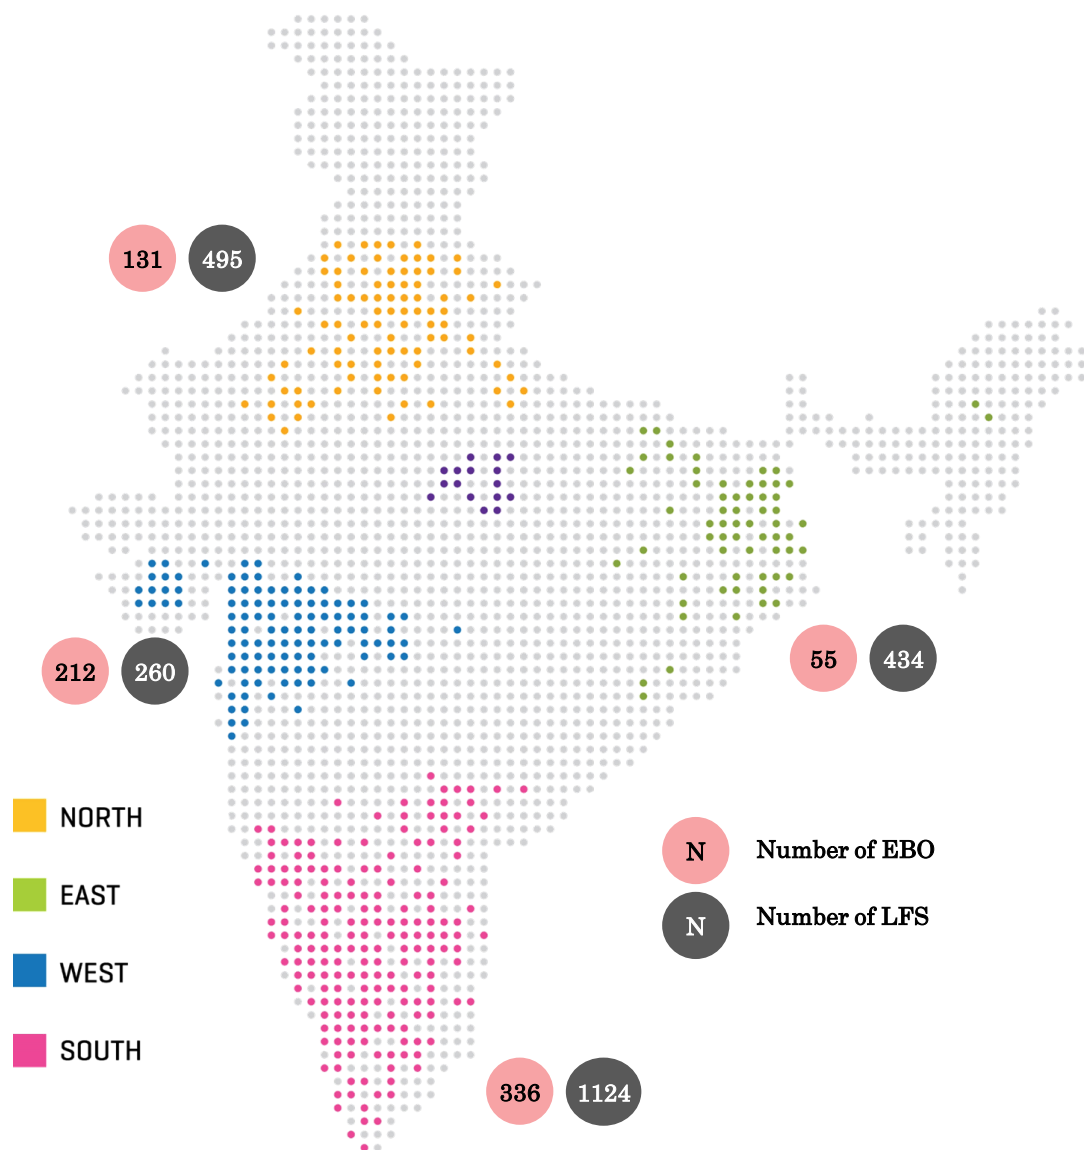 131 495
212 260
55 434
NORTH
EAST
WEST
SOUTH
N Number of EBO
N Number of LFS
336 1124